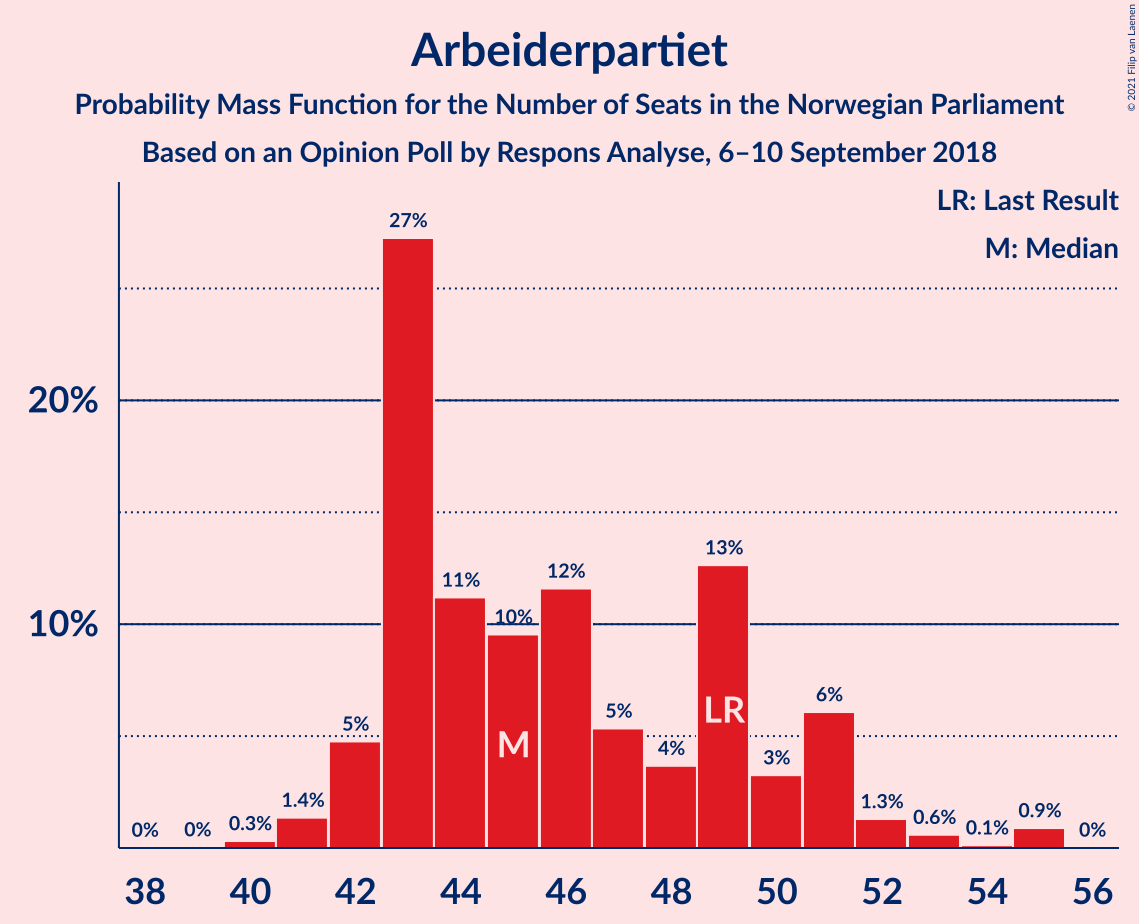 Arbeiderpartiet
Probability Mass Function for the Number of Seats in the Norwegian Parliament
Based on an Opinion Poll by Respons Analyse, 6–10 September 2018
© 2021 Filip van Laenen
LR: Last Result
M: Median
20%
10%
0% 0% 0.3% 1.4% 5% 27% 11% 10% 12% 5% 4% 13% 3% 6% 1.3% 0.6% 0.1% 0.9% 0%
M
LR
38 40 42 44 46 48 50 52 54 56